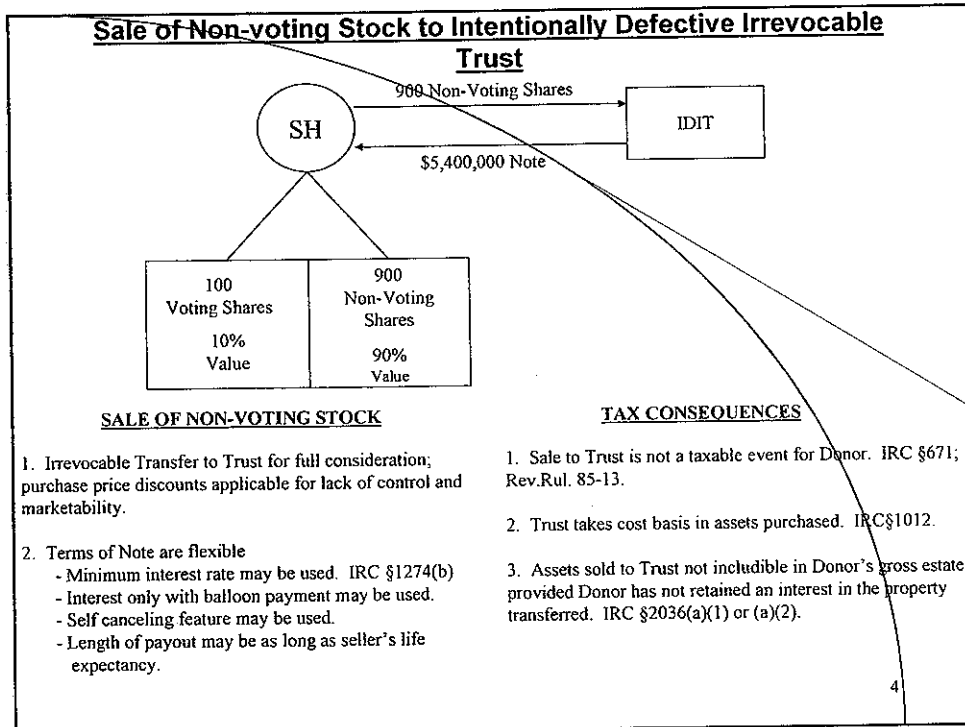 Sale of Non-voting Stock to Intentionally Defective Irrevocable
Trust
900 Non-Voting Shares
SH
IDIT
$5,400,000 Note
100
Voting Shares
10%
Value
900
Non-Voting
Shares
90%
Value
SALE OF NON-VOTING STOCK
1. Irrevocable Transfer to Trust for full consideration;
purchase price discounts applicable for lack of control and
marketability.
2. Terms of Note are flexible
- Minimum interest rate may be used. IRC §1274(b)
- Interest only with balloon payment may be used.
- Self canceling feature may be used.
- Length of payout may be as long as seller's life
expectancy.
TAX CONSEQUENCES
1. Sale to Trust is not a taxable event for Donor. IRC §671;
Rev.Rul. 85-13.
2. Trust takes cost basis in assets purchased. IRC§1012.
3. Assets sold to Trust not includible in Donor's gross estate
provided Donor has not retained an interest in the property
transferred. IRC §2036(a)(1) or (a)(2).
4